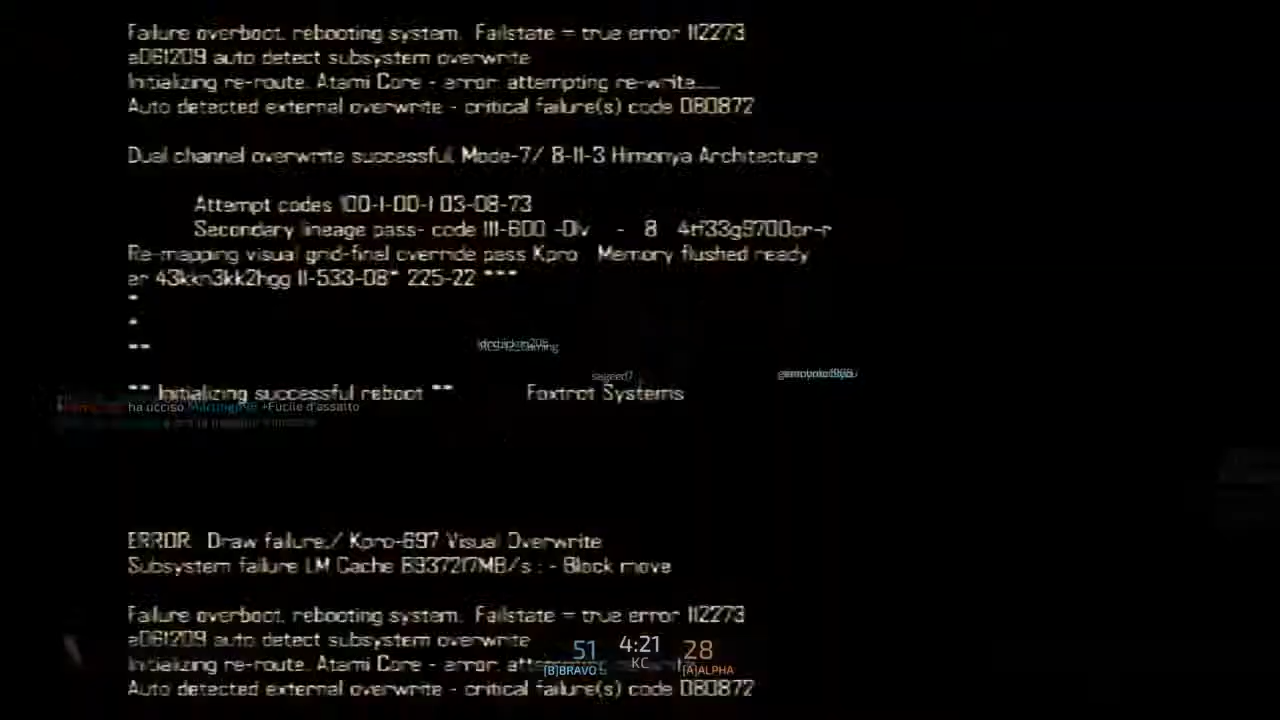 Failure overboot, rebooting system. Failstate = true error 112273
a061209 auto detect subsystem overwrite
Initializing re-route. Atami Core - error: attempting re-write.....
Auto detected external overwrite - critical failure(s) code 080872
Dual channel overwrite successful. Mode-7/ 8-11-3 Himonya Architecture
Attempt codes 100-1-00-1 03-08-73
Secondary lineage pass- code 111-600 -Olv - 8
Re-mapping visual grid-final override pass Kpro Memory flushed ready
er 43kkn3kk2hgg 11-533-08* 225-22 ***
*
*
**
saigeed7
** Initializing successful reboot ** Foxtrot Systems
ha ucciso +Fucile d'assalto
ERROR Draw failure./ Kpro-697 Visual Overwrite
Subsystem failure LM Cache 6937217MB/s : - Block move
Failure overboot, rebooting system. Failstate = true error 112273
a061209 auto detect subsystem overwrite
51 4:21 28
Initializing re-route. Atami Core - error:
[B]BRAVO KC [A]ALPHA
Auto detected external overwrite - critical failure(s) code 080872